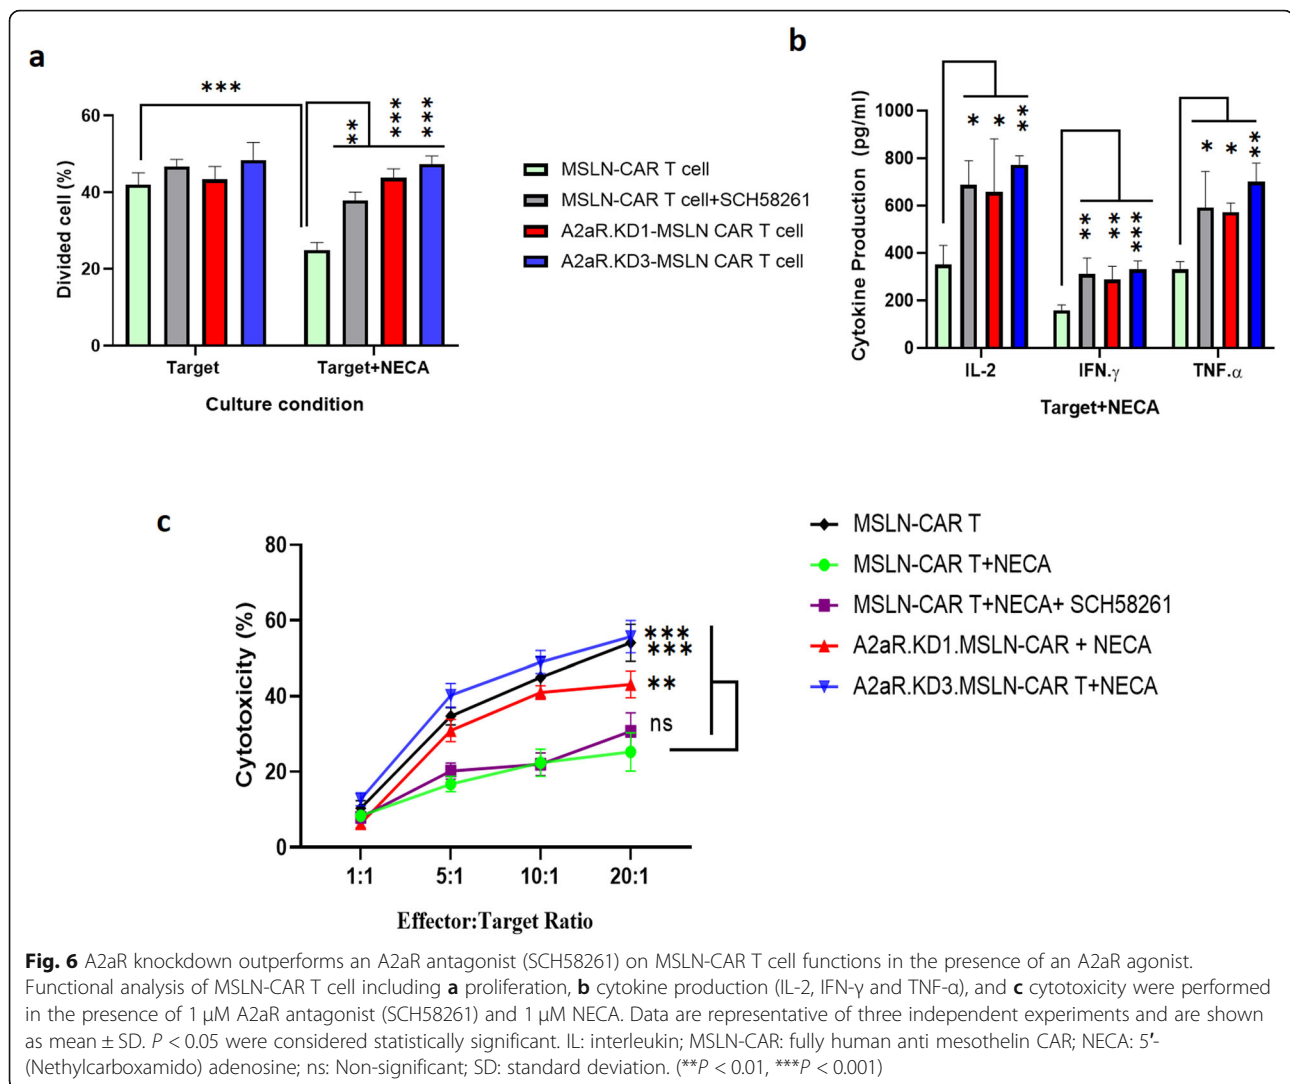 a
***
60
40
20
0
Divided cell (%)
**
***
***
Target
Target+NECA
Culture condition
MSLN-CAR T cell
MSLN-CAR T cell+SCH58261
A2aR.KD1-MSLN CAR T cell
A2aR.KD3-MSLN CAR T cell
b
1000
800
600
400
200
0
Cytokine Production (pg/ml)
*
*
**
**
**
***
*
*
**
IL-2
IFN.γ
TNF.α
Target+NECA
c
80
60
40
20
0
Cytotoxicity (%)
***
***
**
ns
1:1
5:1
10:1
20:1
Effector:Target Ratio
MSLN-CAR T
MSLN-CAR T+NECA
MSLN-CAR T+NECA+ SCH58261
A2aR.KD1.MSLN-CAR + NECA
A2aR.KD3.MSLN-CAR T+NECA
Fig. 6 A2aR knockdown outperforms an A2aR antagonist (SCH58261) on MSLN-CAR T cell functions in the presence of an A2aR agonist.
Functional analysis of MSLN-CAR T cell including a proliferation, b cytokine production (IL-2, IFN-γ and TNF-α), and c cytotoxicity were performed
in the presence of 1 μM A2aR antagonist (SCH58261) and 1 μM NECA. Data are representative of three independent experiments and are shown
as mean ± SD. P < 0.05 were considered statistically significant. IL: interleukin; MSLN-CAR: fully human anti mesothelin CAR; NECA: 5′-
(Nethylcarboxamido) adenosine; ns: Non-significant; SD: standard deviation. (**P < 0.01, ***P < 0.001)